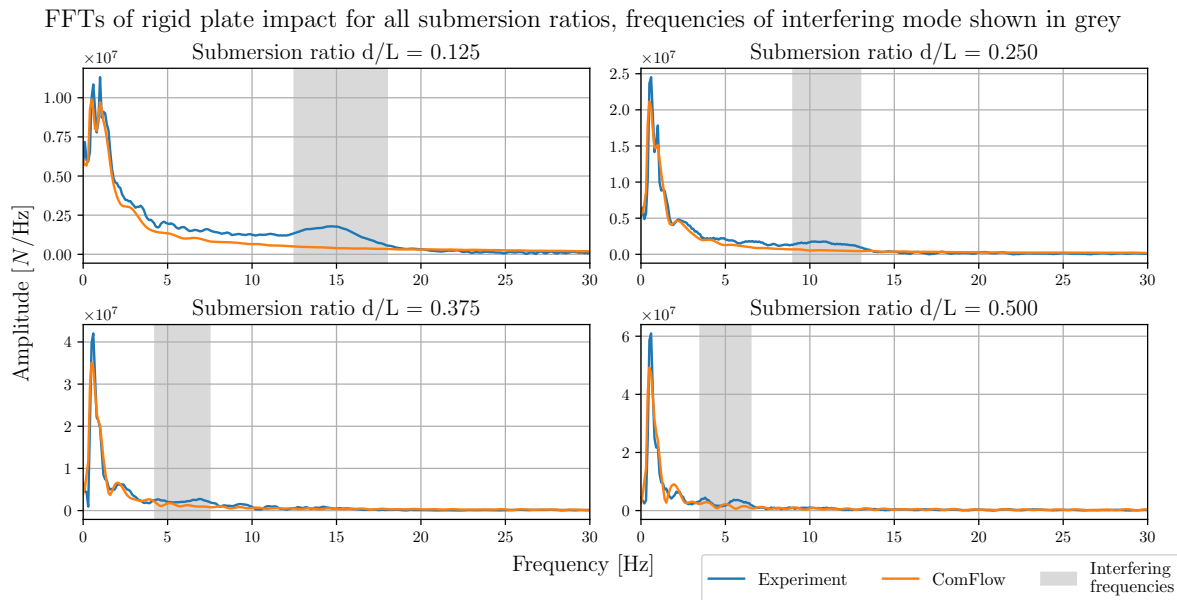 FFTs of rigid plate impact for all submersion ratios, frequencies of interfering mode shown in grey
Submersion ratio d/L = 0.125
×10⁷
1.00
0.75
0.50
0.25
0.00
0 5 10 15 20 25 30
Submersion ratio d/L = 0.250
×10⁷
2.5
2.0
1.5
1.0
0.5
0.0
0 5 10 15 20 25 30
Submersion ratio d/L = 0.375
×10⁷
4
3
2
1
0
0 5 10 15 20 25 30
Submersion ratio d/L = 0.500
×10⁷
6
4
2
0
0 5 10 15 20 25 30
Amplitude [N/Hz]
Frequency [Hz]
Experiment
ComFlow
Interfering
frequencies